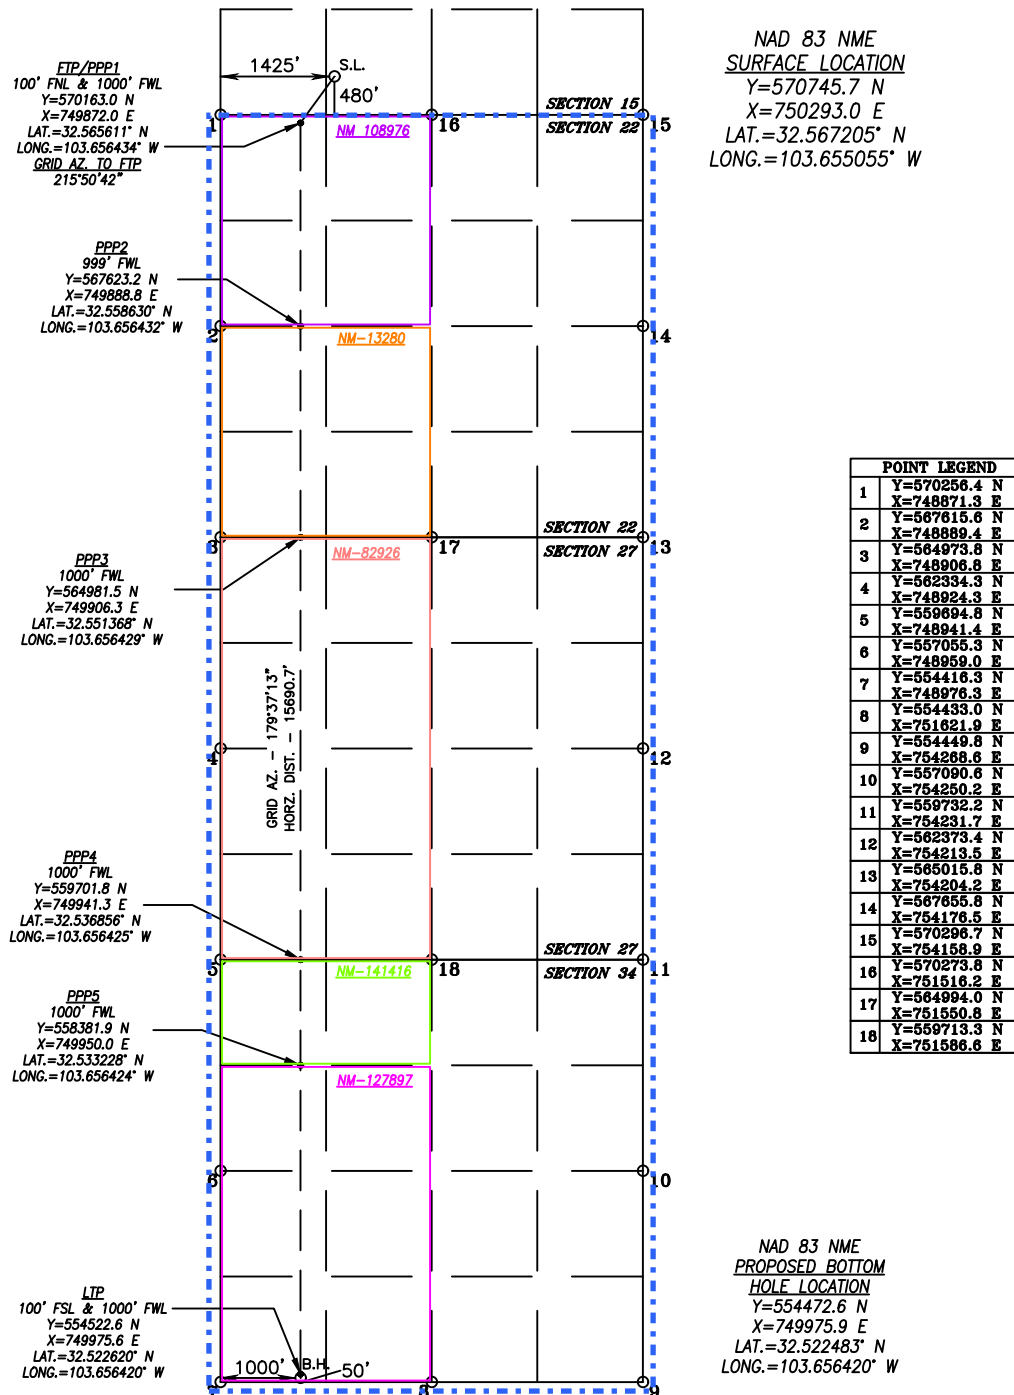 1425'
S.L.
480'
FTP/PPP1
100' FNL & 1000' FWL
Y=570163.0 N
X=749872.0 E
LAT.=32.565611° N
LONG.=103.656434° W
GRID AZ. TO FTP
215°50'42"
NAD 83 NME
SURFACE LOCATION
Y=570745.7 N
X=750293.0 E
LAT.=32.567205° N
LONG.=103.655055° W
SECTION 15
1
NM 108976
16
SECTION 22
15
PPP2
999' FWL
Y=567623.2 N
X=749888.8 E
LAT.=32.558630° N
LONG.=103.656432° W
2
NM-13280
14
SECTION 22
3
NM-82926
17
SECTION 27
13
PPP3
1000' FWL
Y=564981.5 N
X=749906.3 E
LAT.=32.551368° N
LONG.=103.656429° W
GRID AZ. - 179°37'13"
HORZ. DIST. - 15690.7'
4
12
PPP4
1000' FWL
Y=559701.8 N
X=749941.3 E
LAT.=32.536856° N
LONG.=103.656425° W
SECTION 27
5
NM-141416
18
SECTION 34
11
PPP5
1000' FWL
Y=558381.9 N
X=749950.0 E
LAT.=32.533228° N
LONG.=103.656424° W
NM-127897
6
10
LTP
100' FSL & 1000' FWL
Y=554522.6 N
X=749975.6 E
LAT.=32.522620° N
LONG.=103.656420° W
1000'
B.H.
50'
7
8
9
POINT LEGEND
1 Y=570256.4 N
X=748871.3 E
2 Y=567615.6 N
X=748889.4 E
3 Y=564973.8 N
X=748906.8 E
4 Y=562334.3 N
X=748924.3 E
5 Y=559694.8 N
X=748941.4 E
6 Y=557055.3 N
X=748959.0 E
7 Y=554416.3 N
X=748976.3 E
8 Y=554433.0 N
X=751621.9 E
9 Y=554449.8 N
X=754268.6 E
10 Y=557090.6 N
X=754250.2 E
11 Y=559732.2 N
X=754231.7 E
12 Y=562373.4 N
X=754213.5 E
13 Y=565015.8 N
X=754204.2 E
14 Y=567655.8 N
X=754176.5 E
15 Y=570296.7 N
X=754158.9 E
16 Y=570273.8 N
X=751516.2 E
17 Y=564994.0 N
X=751550.8 E
18 Y=559713.3 N
X=751586.6 E
NAD 83 NME
PROPOSED BOTTOM
HOLE LOCATION
Y=554472.6 N
X=749975.9 E
LAT.=32.522483° N
LONG.=103.656420° W